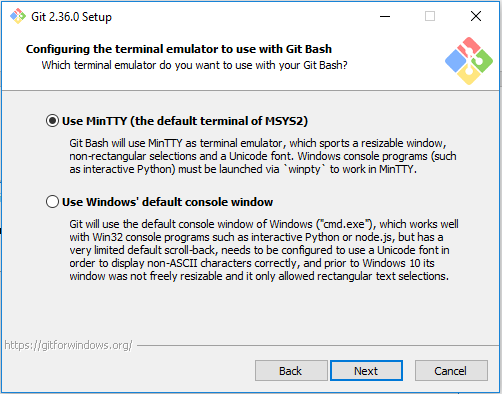 Git 2.36.0 Setup
Configuring the terminal emulator to use with Git Bash
Which terminal emulator do you want to use with your Git Bash?
Use MinTTY (the default terminal of MSYS2)
Git Bash will use MinTTY as terminal emulator, which sports a resizable window,
non-rectangular selections and a Unicode font. Windows console programs (such
as interactive Python) must be launched via `winpty` to work in MinTTY.
Use Windows' default console window
Git will use the default console window of Windows ("cmd.exe"), which works well
with Win32 console programs such as interactive Python or node.js, but has a
very limited default scroll-back, needs to be configured to use a Unicode font in
order to display non-ASCII characters correctly, and prior to Windows 10 its
window was not freely resizable and it only allowed rectangular text selections.
https://gitforwindows.org/
Back Next Cancel